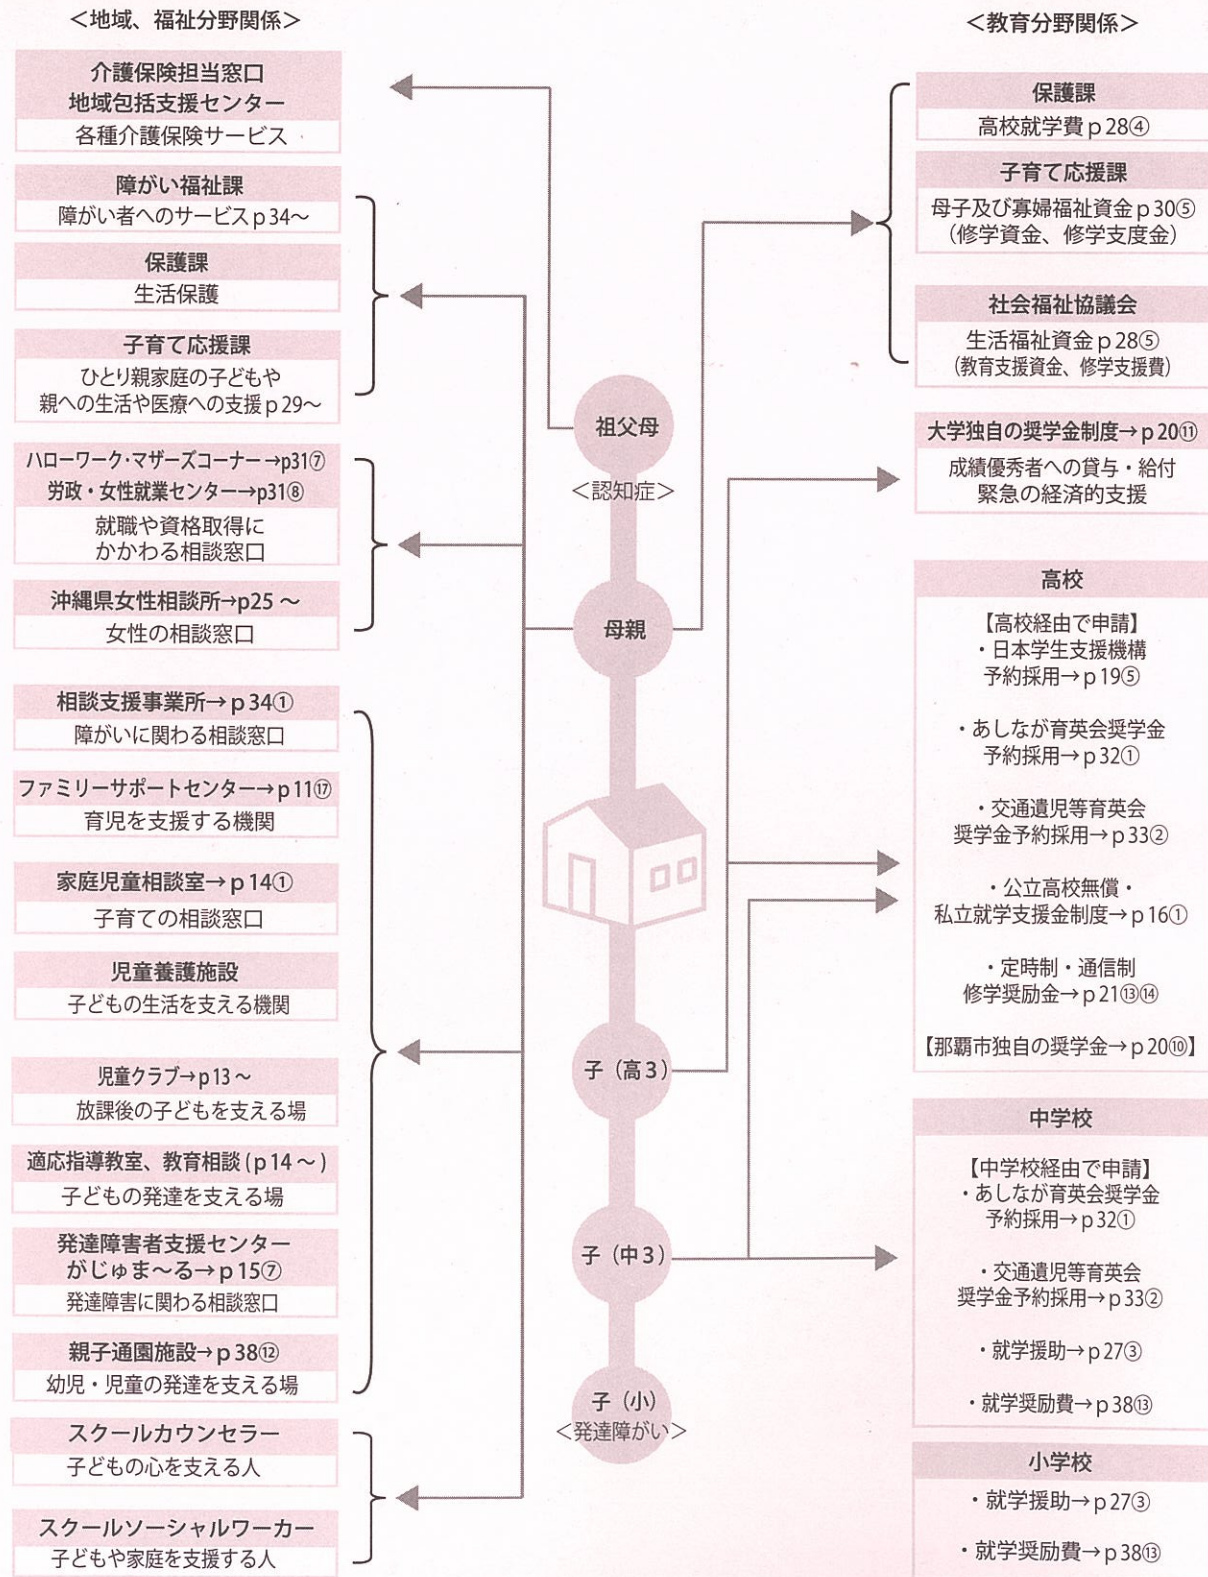 ＜地域、福祉分野関係＞
介護保険担当窓口
地域包括支援センター
各種介護保険サービス
障がい福祉課
障がい者へのサービスp34～
保護課
生活保護
子育て応援課
ひとり親家庭の子どもや
親への生活や医療への支援p29～
ハローワーク・マザーズコーナー→p31⑦
労政・女性就業センター→p31⑧
就職や資格取得に
かかわる相談窓口
沖縄県女性相談所→p25～
女性の相談窓口
相談支援事業所→p34①
障がいに関わる相談窓口
ファミリーサポートセンター→p11⑰
育児を支援する機関
家庭児童相談室→p14①
子育ての相談窓口
児童養護施設
子どもの生活を支える機関
児童クラブ→p13～
放課後の子どもを支える場
適応指導教室、教育相談(p14～)
子どもの発達を支える場
発達障害者支援センター
がじゅま～る→p15⑦
発達障害に関わる相談窓口
親子通園施設→p38⑫
幼児・児童の発達を支える場
スクールカウンセラー
子どもの心を支える人
スクールソーシャルワーカー
子どもや家庭を支援する人
祖父母
＜認知症＞
母親
子（高3）
子（中3）
子（小）
＜発達障がい＞
＜教育分野関係＞
保護課
高校就学費p28④
子育て応援課
母子及び寡婦福祉資金p30⑤
（修学資金、修学支度金）
社会福祉協議会
生活福祉資金p28⑤
（教育支援資金、修学支援費）
大学独自の奨学金制度→p20⑪
成績優秀者への貸与・給付
緊急の経済的支援
高校
【高校経由で申請】
・日本学生支援機構
予約採用→p19⑤
・あしなが育英会奨学金
予約採用→p32①
・交通遺児等育英会
奨学金予約採用→p33②
・公立高校無償・
私立就学支援金制度→p16①
・定時制・通信制
修学奨励金→p21⑬⑭
【那覇市独自の奨学金→p20⑩】
中学校
【中学校経由で申請】
・あしなが育英会奨学金
予約採用→p32①
・交通遺児等育英会
奨学金予約採用→p33②
・就学援助→p27③
・就学奨励費→p38⑬
小学校
・就学援助→p27③
・就学奨励費→p38⑬